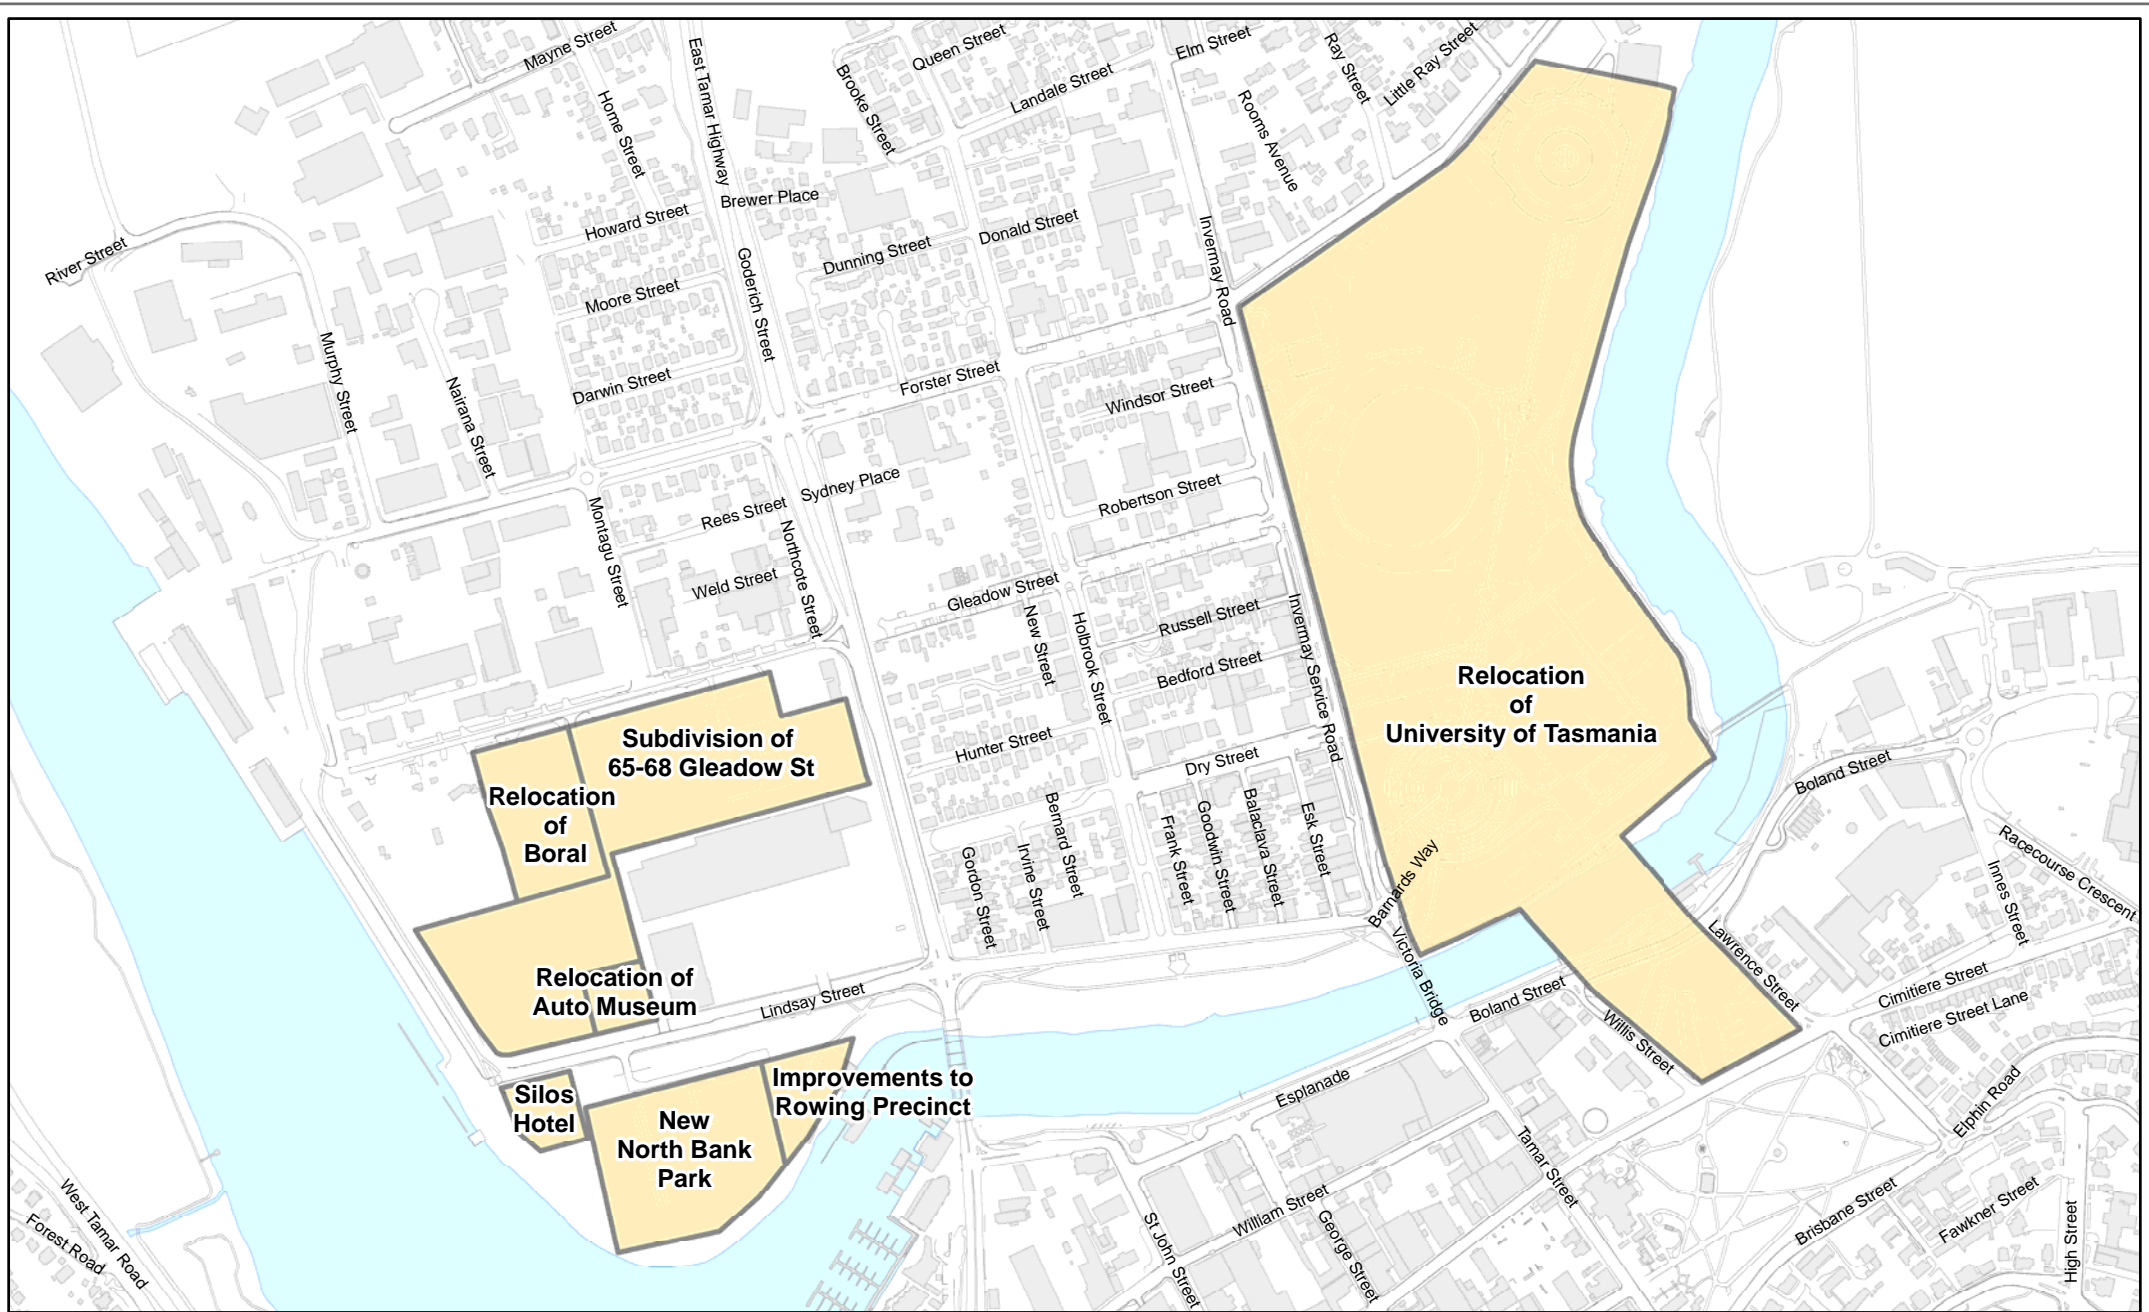 Mayne Street
Queen Street
Elm Street
Ray Street
Little Ray Street
East Tamar Highway
Brooke Street
Landale Street
Home Street
Rooms Avenue
Brewer Place
Howard Street
Donald Street
River Street
Dunning Street
Invermay Road
Moore Street
Goderich Street
Murphy Street
Nairana Street
Darwin Street
Forster Street
Windsor Street
Sydney Place
Rees Street
Robertson Street
Montagu Street
Northcote Street
Weld Street
Gleadow Street
New Street
Holbrook Street
Russell Street
Invermay Service Road
Bedford Street
Relocation
of
University of Tasmania
Subdivision of
65-68 Gleadow St
Hunter Street
Dry Street
Boland Street
Relocation
of
Boral
Bernard Street
Frank Street
Goodwin Street
Balaclava Street
Esk Street
Gordon Street
Irvine Street
Barnards Way
Innes Street
Racecourse Crescent
Victoria Bridge
Lawrence Street
Relocation of
Auto Museum
Lindsay Street
Boland Street
Willis Street
Cimitiere Street
Cimitiere Street Lane
Silos
Hotel
New
North Bank
Park
Improvements to
Rowing Precinct
Esplanade
Elphin Road
Tamar Street
West Tamar Road
Forest Road
St John Street
William Street
George Street
Brisbane Street
Fawkner Street
High Street